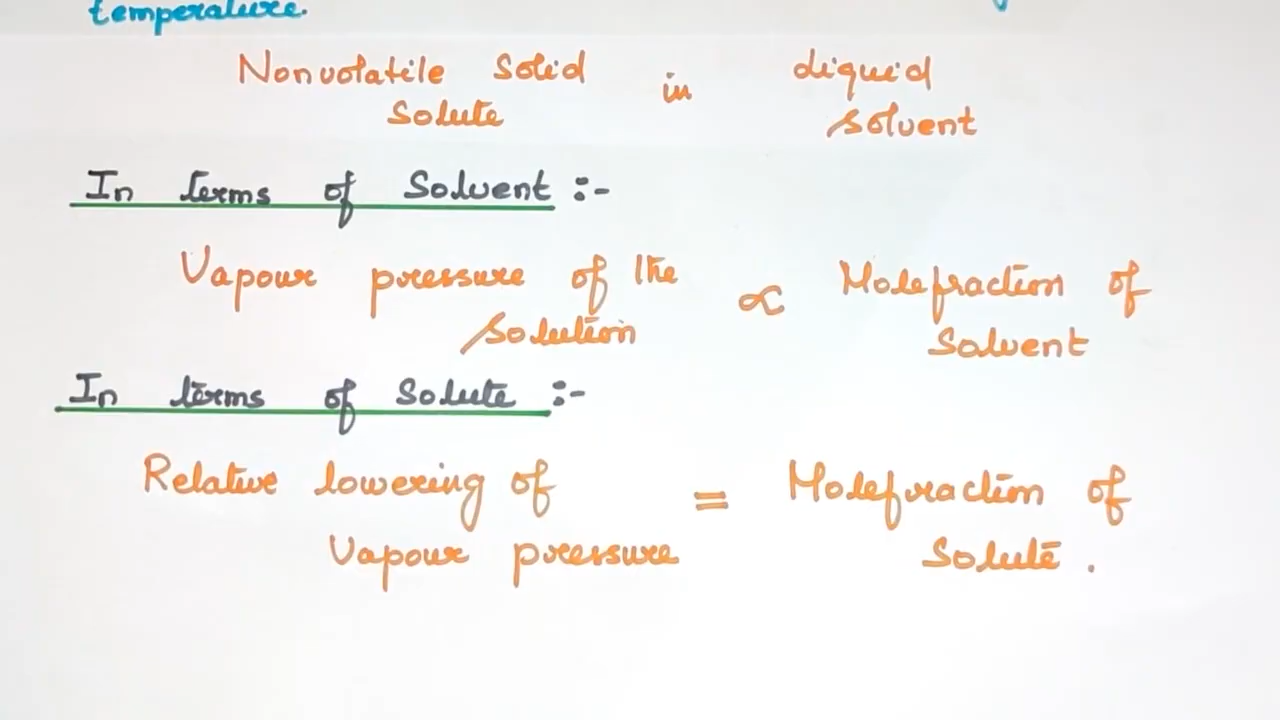 temperature.
Nonvolatile solid in liquid
solute solvent
In terms of Solvent :-
Vapour pressure of the ∝ Molefraction of
solution Solvent
In terms of Solute :-
Relative lowering of = Molefraction of
Vapour pressure Solute .